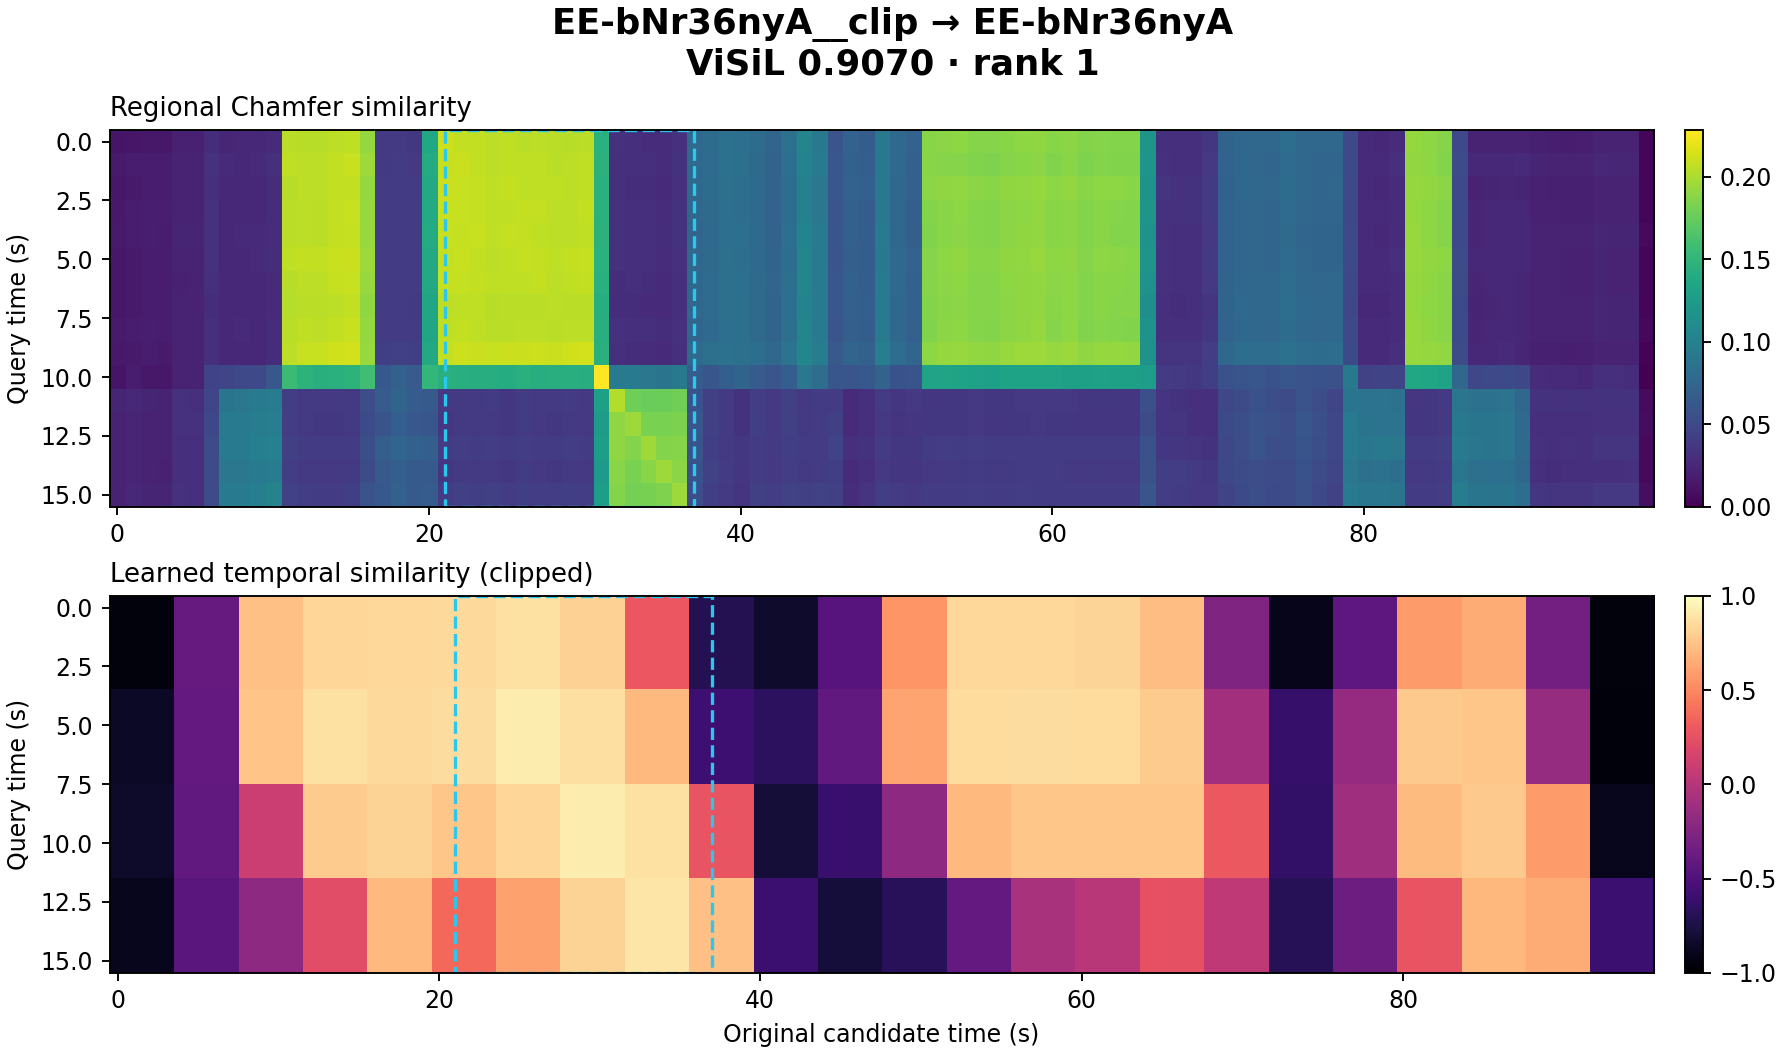 EE-bNr36nyA__clip → EE-bNr36nyA
ViSiL 0.9070 · rank 1
Regional Chamfer similarity
Query time (s)
0.0
2.5
5.0
7.5
10.0
12.5
15.0
0 20 40 60 80
0.20
0.15
0.10
0.05
0.00
Learned temporal similarity (clipped)
Query time (s)
0.0
2.5
5.0
7.5
10.0
12.5
15.0
0 20 40 60 80
Original candidate time (s)
1.0
0.5
0.0
−0.5
−1.0